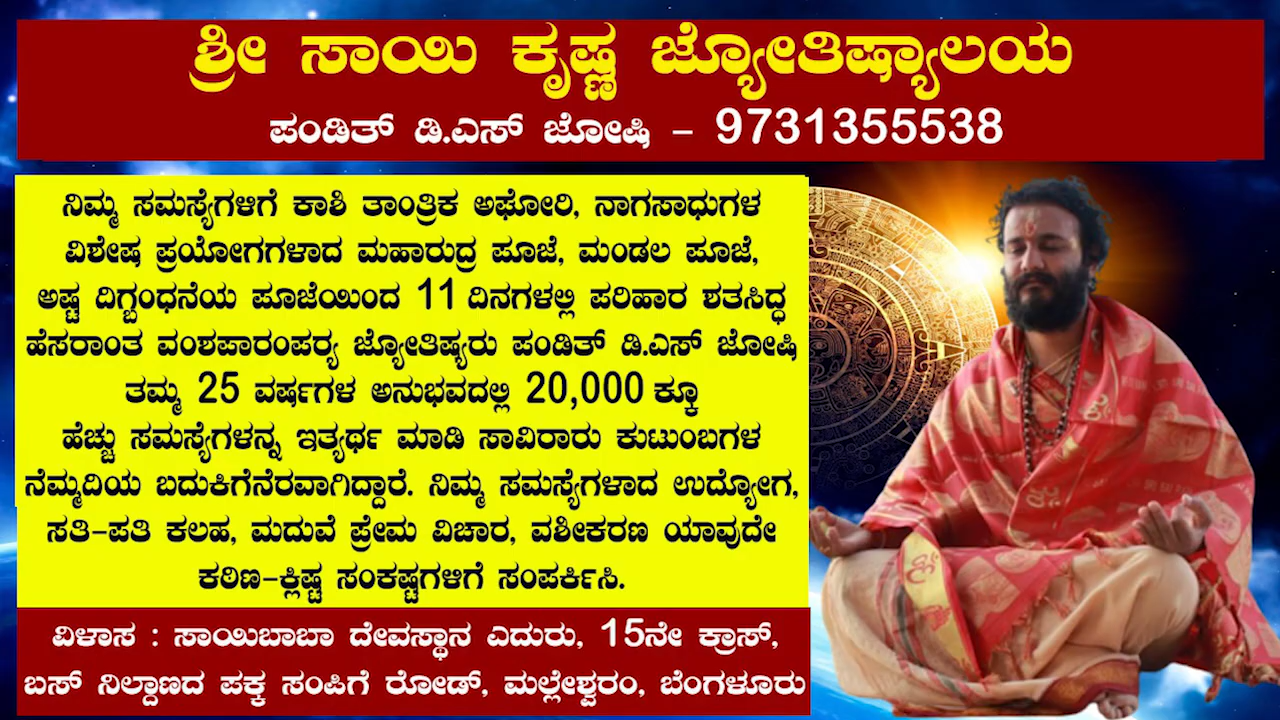 ಶ್ರೀ ಸಾಯಿ ಕೃಷ್ಣ ಜ್ಯೋತಿಷ್ಯಾಲಯ
ಪಂಡಿತ್ ಡಿ.ಎಸ್ ಜೋಷಿ – 9731355538
ನಿಮ್ಮ ಸಮಸ್ಯೆಗಳಿಗೆ ಕಾಶಿ ತಾಂತ್ರಿಕ ಅಘೋರಿ, ನಾಗಸಾಧುಗಳ
ವಿಶೇಷ ಪ್ರಯೋಗಗಳಾದ ಮಹಾರುದ್ರ ಪೂಜೆ, ಮಂಡಲ ಪೂಜೆ,
ಅಷ್ಟ ದಿಗ್ಬಂಧನೆಯ ಪೂಜೆಯಿಂದ 11 ದಿನಗಳಲ್ಲಿ ಪರಿಹಾರ ಶತಸಿದ್ಧ
ಹೆಸರಾಂತ ವಂಶಪಾರಂಪರ್‍ಯ ಜ್ಯೋತಿಷ್ಯರು ಪಂಡಿತ್ ಡಿ.ಎಸ್ ಜೋಷಿ
ತಮ್ಮ 25 ವರ್ಷಗಳ ಅನುಭವದಲ್ಲಿ 20,000 ಕ್ಕೂ
ಹೆಚ್ಚು ಸಮಸ್ಯೆಗಳನ್ನ ಇತ್ಯರ್ಥ ಮಾಡಿ ಸಾವಿರಾರು ಕುಟುಂಬಗಳ
ನೆಮ್ಮದಿಯ ಬದುಕಿಗೆನೆರವಾಗಿದ್ದಾರೆ. ನಿಮ್ಮ ಸಮಸ್ಯೆಗಳಾದ ಉದ್ಯೋಗ,
ಸತಿ-ಪತಿ ಕಲಹ, ಮದುವೆ ಪ್ರೇಮ ವಿಚಾರ, ವಶೀಕರಣ ಯಾವುದೇ
ಕಠಿಣ-ಕ್ಲಿಷ್ಟ ಸಂಕಷ್ಟಗಳಿಗೆ ಸಂಪರ್ಕಿಸಿ.
ವಿಳಾಸ : ಸಾಯಿಬಾಬಾ ದೇವಸ್ಥಾನ ಎದುರು, 15ನೇ ಕ್ರಾಸ್,
ಬಸ್ ನಿಲ್ದಾಣದ ಪಕ್ಕ ಸಂಪಿಗೆ ರೋಡ್, ಮಲ್ಲೇಶ್ವರಂ, ಬೆಂಗಳೂರು